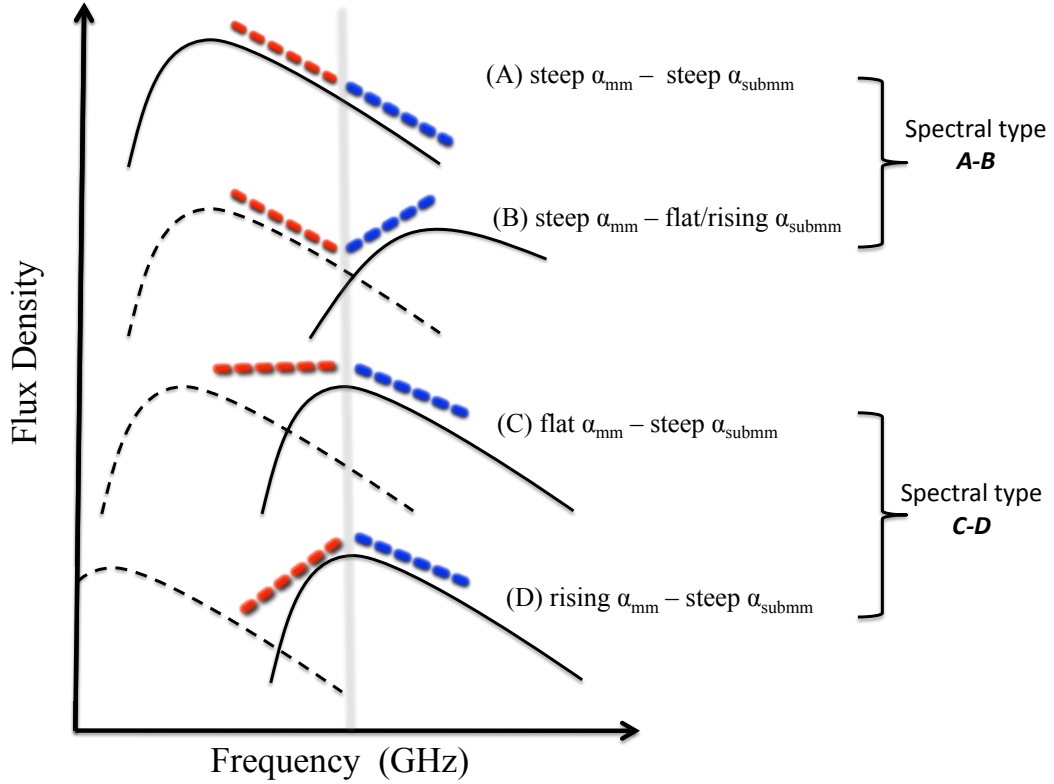 (A) steep αmm – steep αsubmm
Spectral type
A-B
(B) steep αmm – flat/rising αsubmm
Flux Density
(C) flat αmm – steep αsubmm
Spectral type
C-D
(D) rising αmm – steep αsubmm
Frequency (GHz)